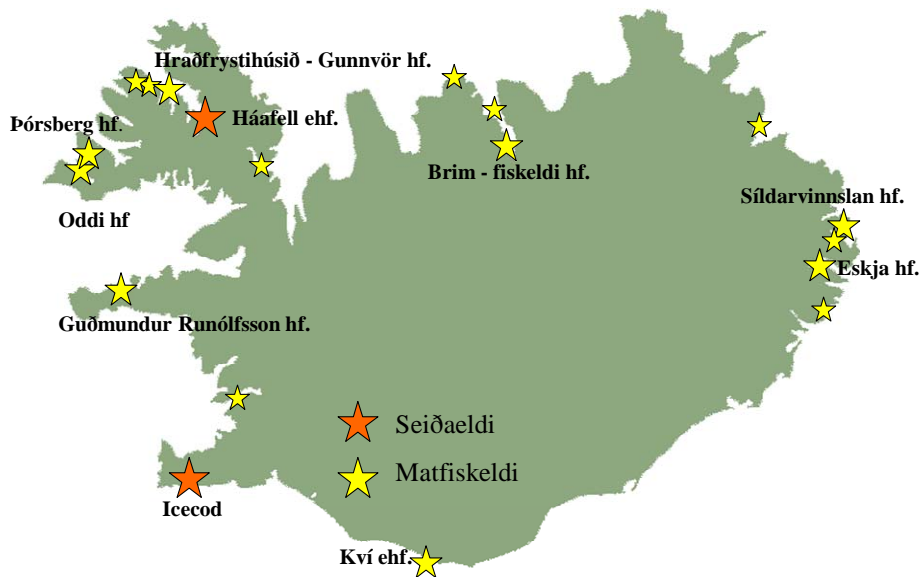 Hraðfrystihúsið - Gunnvör hf.
Háafell ehf.
Þórsberg hf.
Brim - fiskeldi hf.
Síldarvinnslan hf.
Oddi hf
Eskja hf.
Guðmundur Runólfsson hf.
Seiðaeldi
Matfiskeldi
Icecod
Kví ehf.